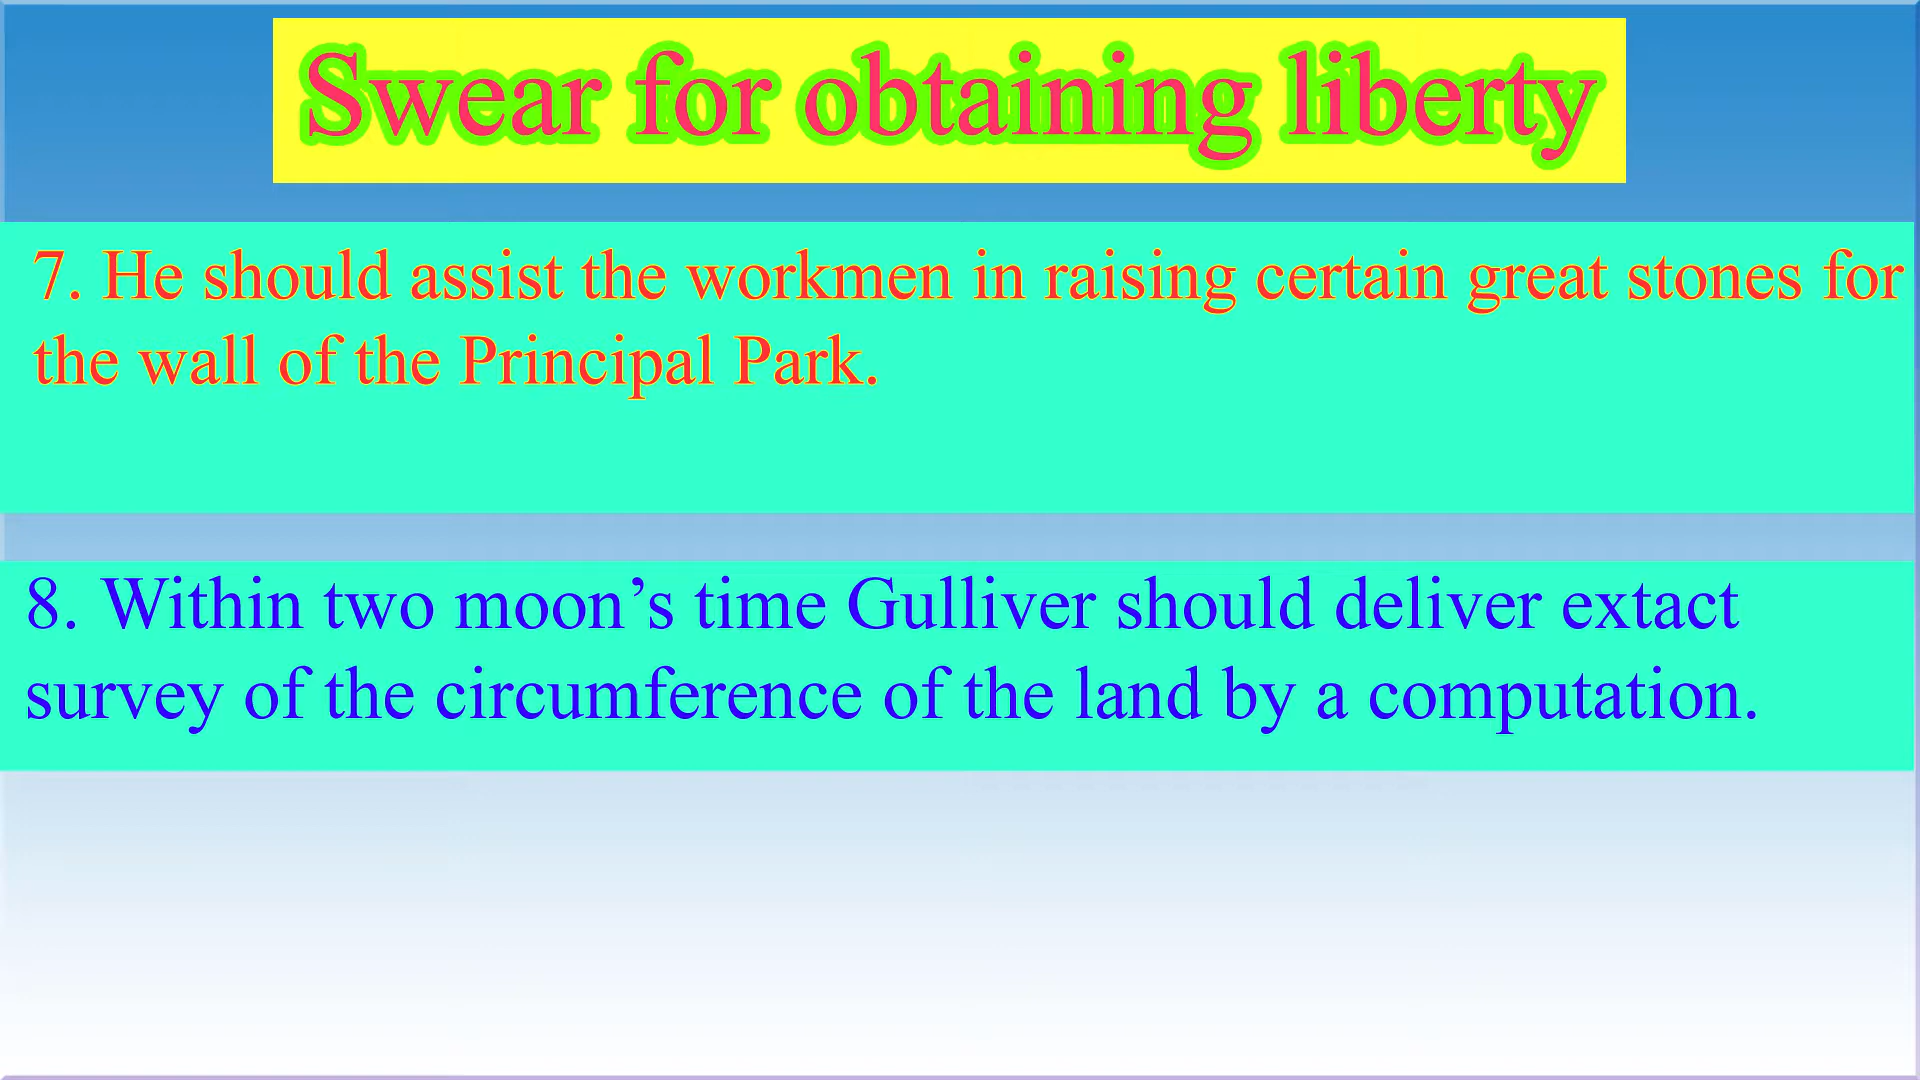 Swear for obtaining liberty
7. He should assist the workmen in raising certain great stones for
the wall of the Principal Park.
8. Within two moon’s time Gulliver should deliver extact
survey of the circumference of the land by a computation.